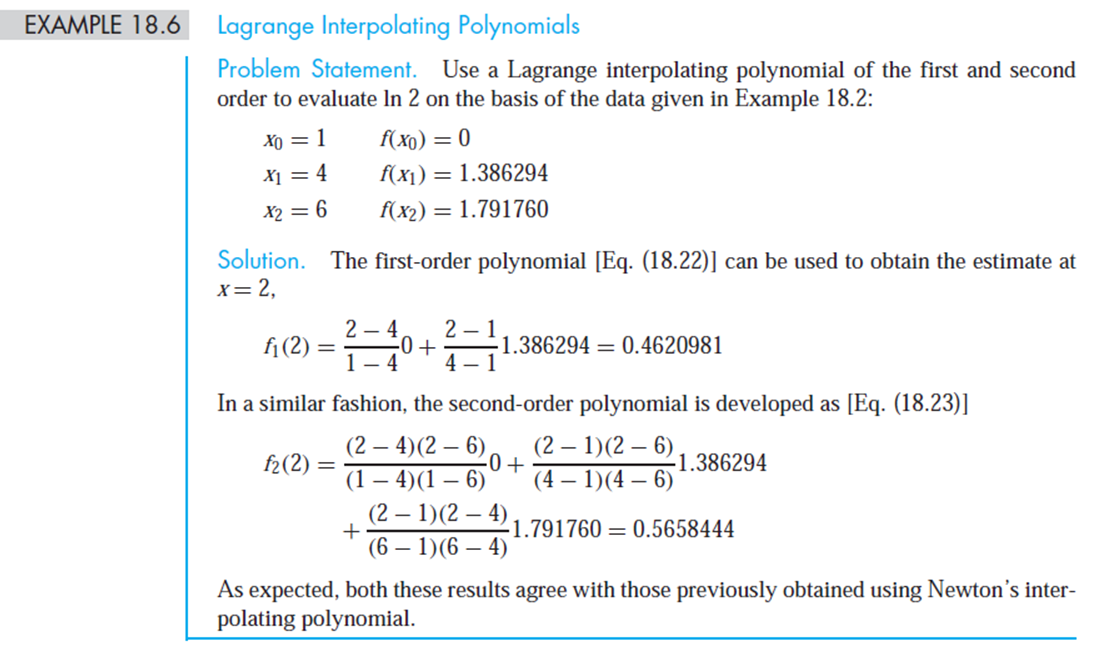 EXAMPLE 18.6 Lagrange Interpolating Polynomials
Problem Statement. Use a Lagrange interpolating polynomial of the first and second
order to evaluate ln 2 on the basis of the data given in Example 18.2:
x₀ = 1 f(x₀) = 0
x₁ = 4 f(x₁) = 1.386294
x₂ = 6 f(x₂) = 1.791760
Solution. The first-order polynomial [Eq. (18.22)] can be used to obtain the estimate at
x = 2,
f₁(2) = \frac{2 − 4}{1 − 4}0 + \frac{2 − 1}{4 − 1}1.386294 = 0.4620981
In a similar fashion, the second-order polynomial is developed as [Eq. (18.23)]
f₂(2) = \frac{(2 − 4)(2 − 6)}{(1 − 4)(1 − 6)}0 + \frac{(2 − 1)(2 − 6)}{(4 − 1)(4 − 6)}1.386294
+ \frac{(2 − 1)(2 − 4)}{(6 − 1)(6 − 4)}1.791760 = 0.5658444
As expected, both these results agree with those previously obtained using Newton's inter-
polating polynomial.